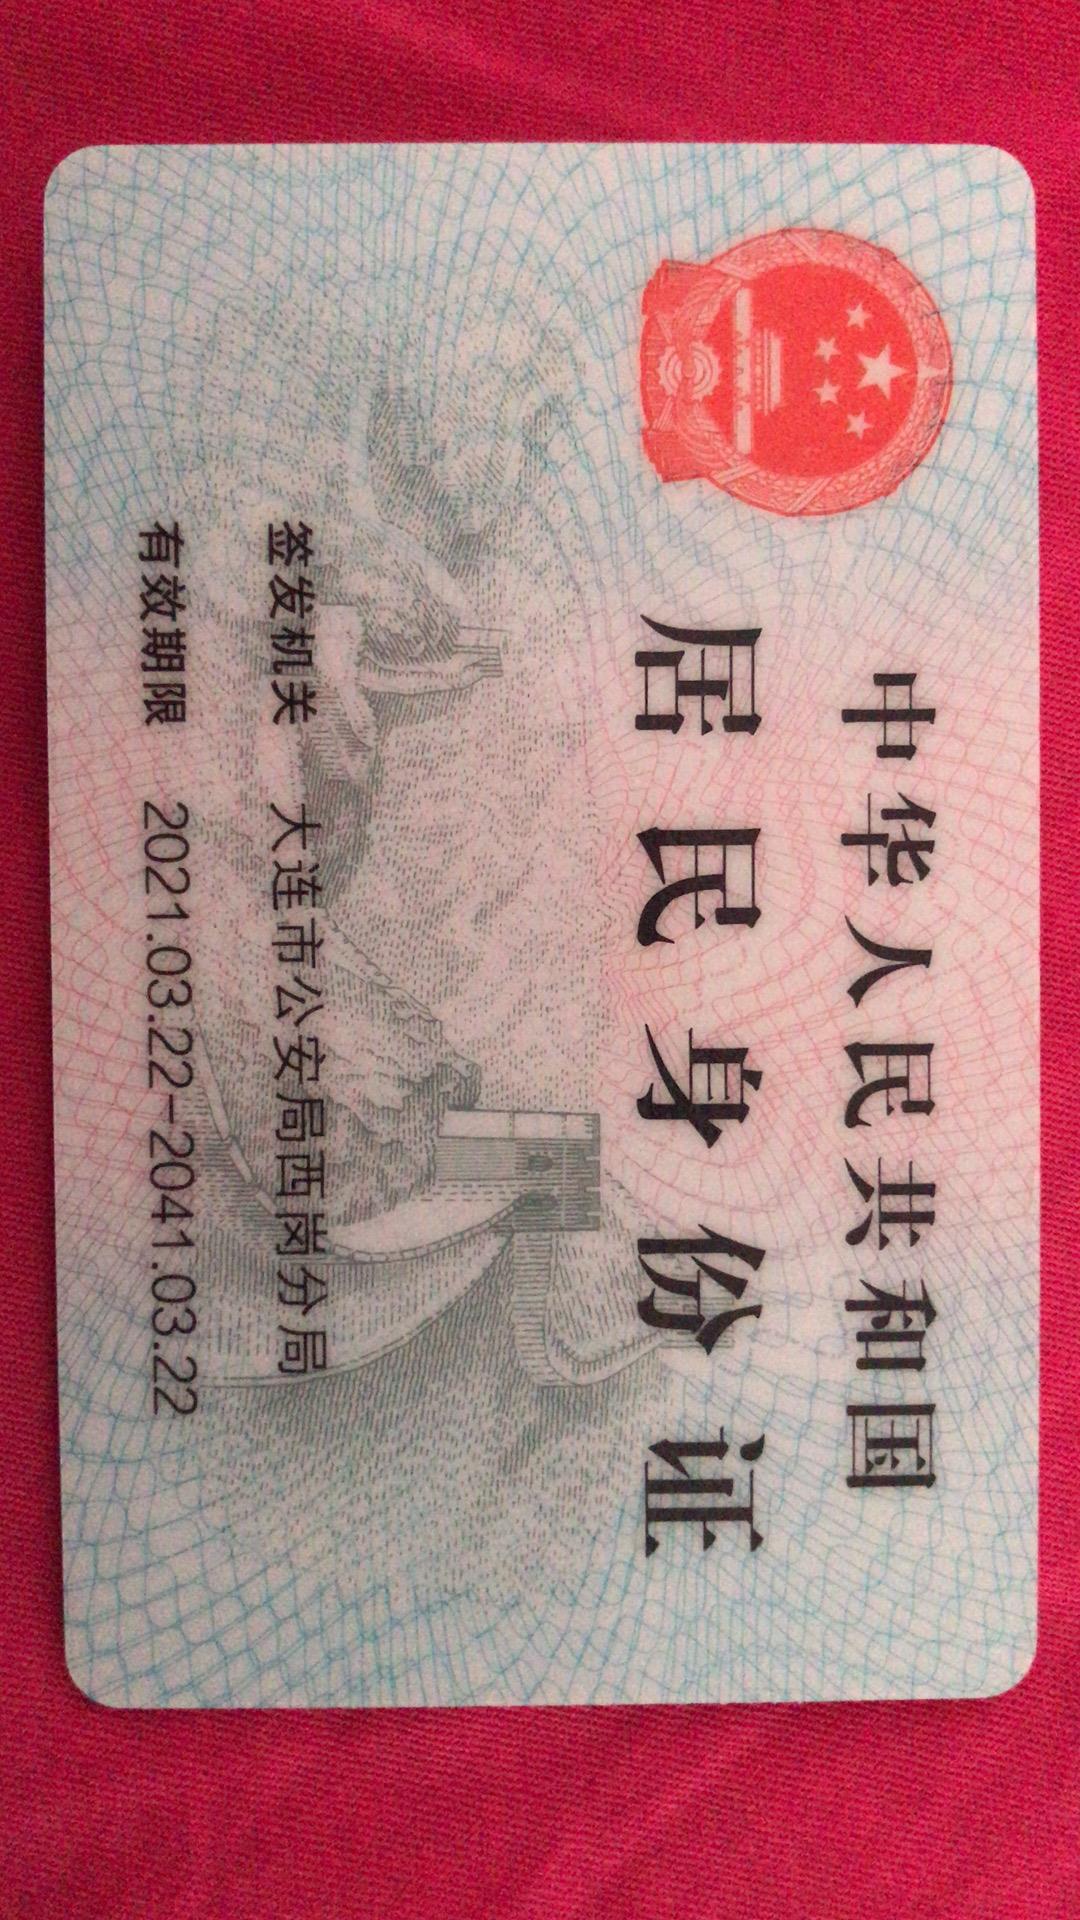 中华人民共和国
居民身份证
签发机关 大连市公安局西岗分局
有效期限 2021.03.22-2041.03.22